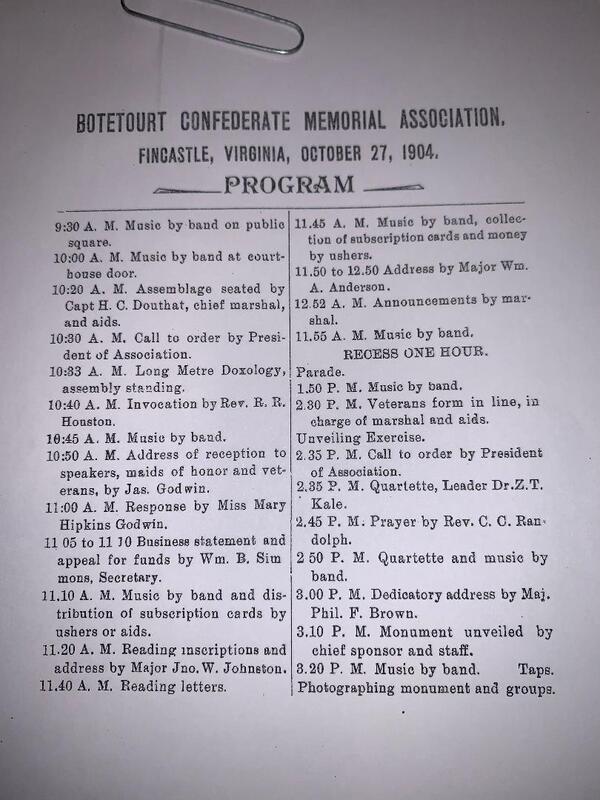 BOTETOURT CONFEDERATE MEMORIAL ASSOCIATION.
FINCASTLE, VIRGINIA, OCTOBER 27, 1904.
PROGRAM
9:30 A. M. Music by band on public
square.
10:00 A. M. Music by band at court-
house door.
10:20 A. M. Assemblage seated by
Capt H. C. Douthat, chief marshal,
and aids.
10:30 A. M. Call to order by Presi-
dent of Association.
10:33 A. M. Long Metre Doxology,
assembly standing.
10:40 A. M. Invocation by Rev. R. R.
Houston.
10:45 A. M. Music by band.
10:50 A. M. Address of reception to
speakers, maids of honor and vet-
erans, by Jas. Godwin.
11:00 A. M. Response by Miss Mary
Hipkins Godwin.
11 05 to 11 10 Business statement and
appeal for funds by Wm. B. Sim
mons, Secretary.
11.10 A. M. Music by band and dis-
tribution of subscription cards by
ushers or aids.
11.20 A. M. Reading inscriptions and
address by Major Jno. W. Johnston.
11.40 A. M. Reading letters.
11.45 A. M. Music by band, collec-
tion of subscription cards and money
by ushers.
11.50 to 12.50 Address by Major Wm.
A. Anderson.
12.52 A. M. Announcements by mar-
shal.
11.55 A. M. Music by band.
RECESS ONE HOUR.
Parade.
1.50 P. M. Music by band.
2.30 P. M. Veterans form in line, in
charge of marshal and aids.
Unveiling Exercise.
2.35 P. M. Call to order by President
of Association.
2.35 P. M. Quartette, Leader Dr.Z.T.
Kale.
2.45 P. M. Prayer by Rev. C. C. Ran-
dolph.
2 50 P. M. Quartette and music by
band.
3.00 P. M. Dedicatory address by Maj.
Phil. F. Brown.
3.10 P. M. Monument unveiled by
chief sponsor and staff.
3.20 P. M. Music by band. Taps.
Photographing monument and groups.